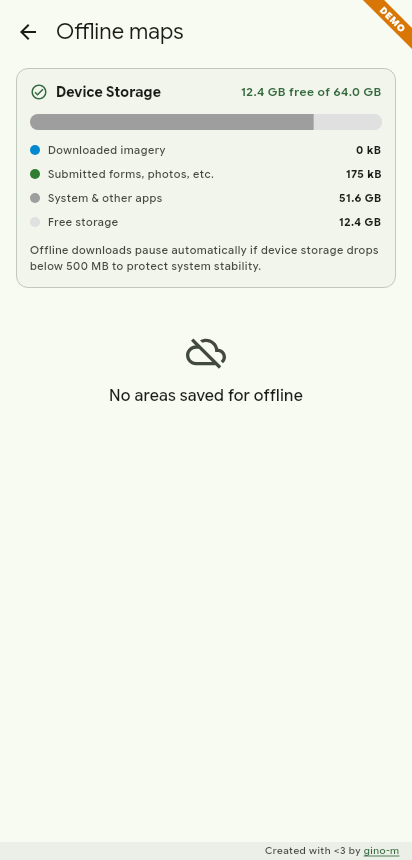 DEMO
Offline maps
Device Storage
12.4 GB free of 64.0 GB
Downloaded imagery
0 kB
Submitted forms, photos, etc.
175 kB
System & other apps
51.6 GB
Free storage
12.4 GB
Offline downloads pause automatically if device storage drops
below 500 MB to protect system stability.
No areas saved for offline
Created with <3 by gino-m